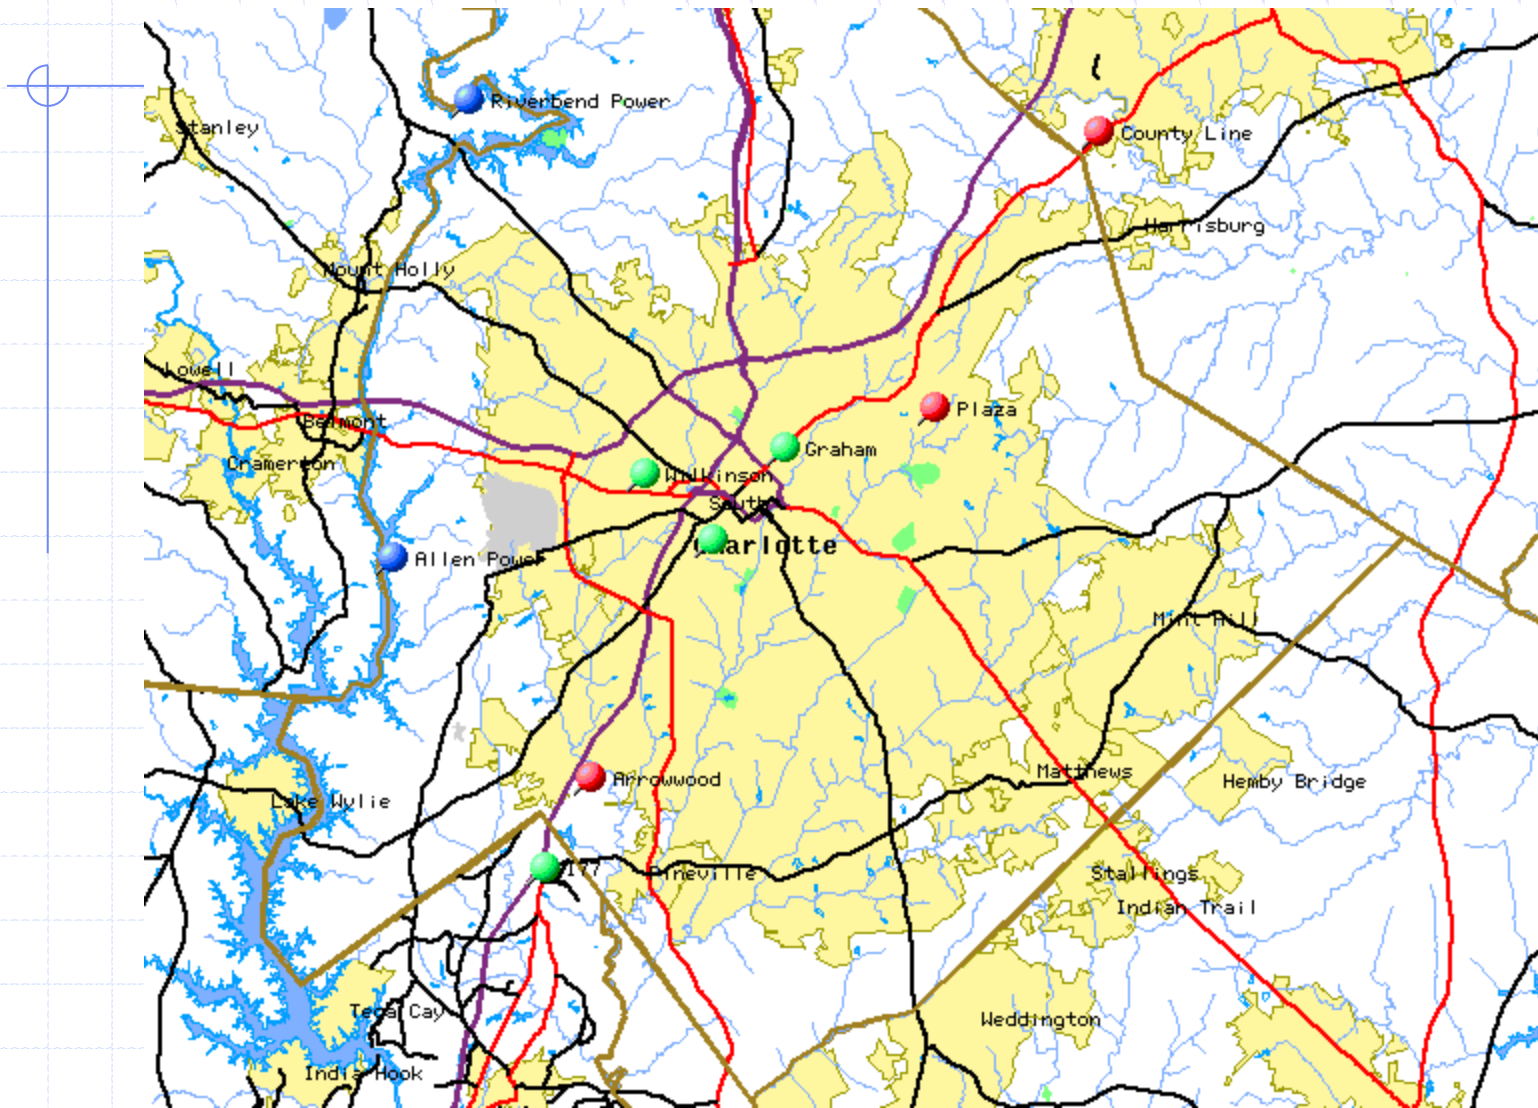 Riverbend Power
Stanley
County Line
Harrisburg
Mount Holly
Lowell
Plaza
Belmont
Graham
Cramerton
Wilkinson
South
Charlotte
Allen Power
Mint Hill
Matthews
Arrowwood
Hemby Bridge
Lake Wylie
I77
Pineville
Stallings
Indian Trail
Tega Cay
Weddington
India Hook